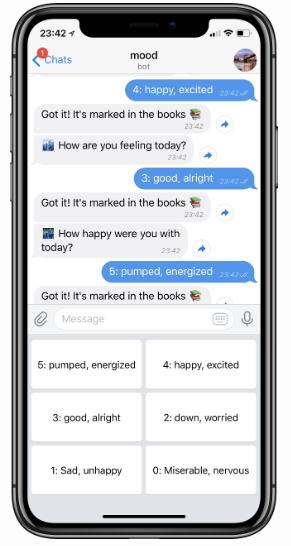 23:42
1
Chats
mood
bot
4: happy, excited 23:42
Got it! It's marked in the books 📚
23:42
🌃 How are you feeling today?
23:42
3: good, alright 23:42
Got it! It's marked in the books 📚
23:42
🌃 How happy were you with
today? 23:42
5: pumped, energized 23:42
Got it! It's marked in the books 📚
Message
5: pumped, energized
4: happy, excited
3: good, alright
2: down, worried
1: Sad, unhappy
0: Miserable, nervous